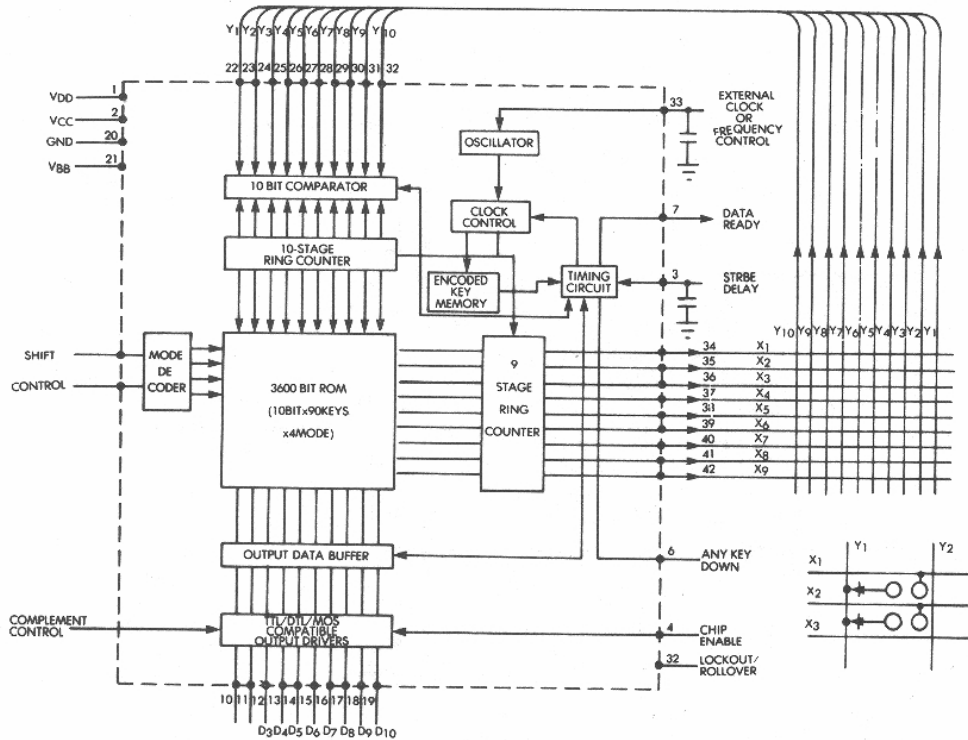 Y1 Y2 Y3 Y4 Y5 Y6 Y7 Y8 Y9 Y10
22 23 24 25 26 27 28 29 30 31 32
1
VDD
2
VCC
20
GND
21
VBB
33
EXTERNAL
CLOCK
OR
FREQUENCY
CONTROL
OSCILLATOR
10 BIT COMPARATOR
CLOCK
CONTROL
7
DATA
READY
10-STAGE
RING COUNTER
ENCODED
KEY
MEMORY
TIMING
CIRCUIT
3
STRBE
DELAY
Y10 Y9 Y8 Y7 Y6 Y5 Y4 Y3 Y2 Y1
SHIFT
CONTROL
MODE
DE
CODER
3600 BIT ROM
(10BITx90KEYS
x4MODE)
9
STAGE
RING
COUNTER
34 X1
35 X2
36 X3
37 X4
38 X5
39 X6
40 X7
41 X8
42 X9
OUTPUT DATA BUFFER
6
ANY KEY
DOWN
Y1 Y2
X1
X2
X3
COMPLEMENT
CONTROL
TTL/DTL/MOS
COMPATIBLE
OUTPUT DRIVERS
4
CHIP
ENABLE
32
LOCKOUT/
ROLLOVER
10 11 12 13 14 15 16 17 18 19
D3 D4 D5 D6 D7 D8 D9 D10